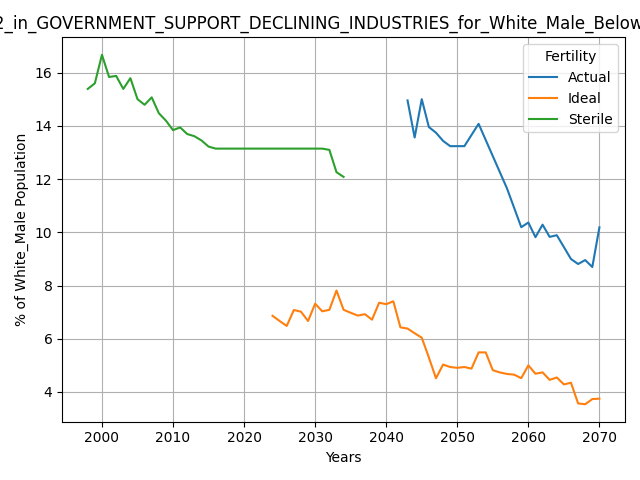 2_in_GOVERNMENT_SUPPORT_DECLINING_INDUSTRIES_for_White_Male_Below
Fertility
Actual
Ideal
Sterile
% of White_Male Population
16
14
12
10
8
6
4
2000
2010
2020
2030
2040
2050
2060
2070
Years